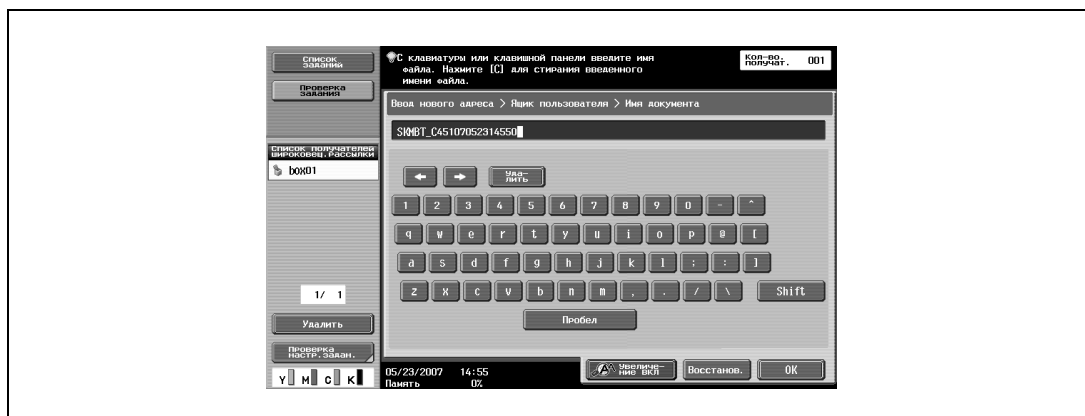 Список
заданий
Проверка
задания
Список получателей
широковещ.рассылки
box01
1/ 1
Удалить
Проверка
настр.задан.
Y M C K
С клавиатуры или клавишной панели введите имя
файла. Нажмите [C] для стирания введенного
имени файла.
Кол-во.
получат. 001
Ввод нового адреса > Ящик пользователя > Имя документа
SKMBT_C45107052314550
← → Уда-
лить
1 2 3 4 5 6 7 8 9 0 - ^
q w e r t y u i o p @ [
a s d f g h j k l ; : ]
z x c v b n m , . / \ Shift
Пробел
05/23/2007 14:55
Память 0%
Увеличе-
ние ВКЛ
Восстанов.
OK